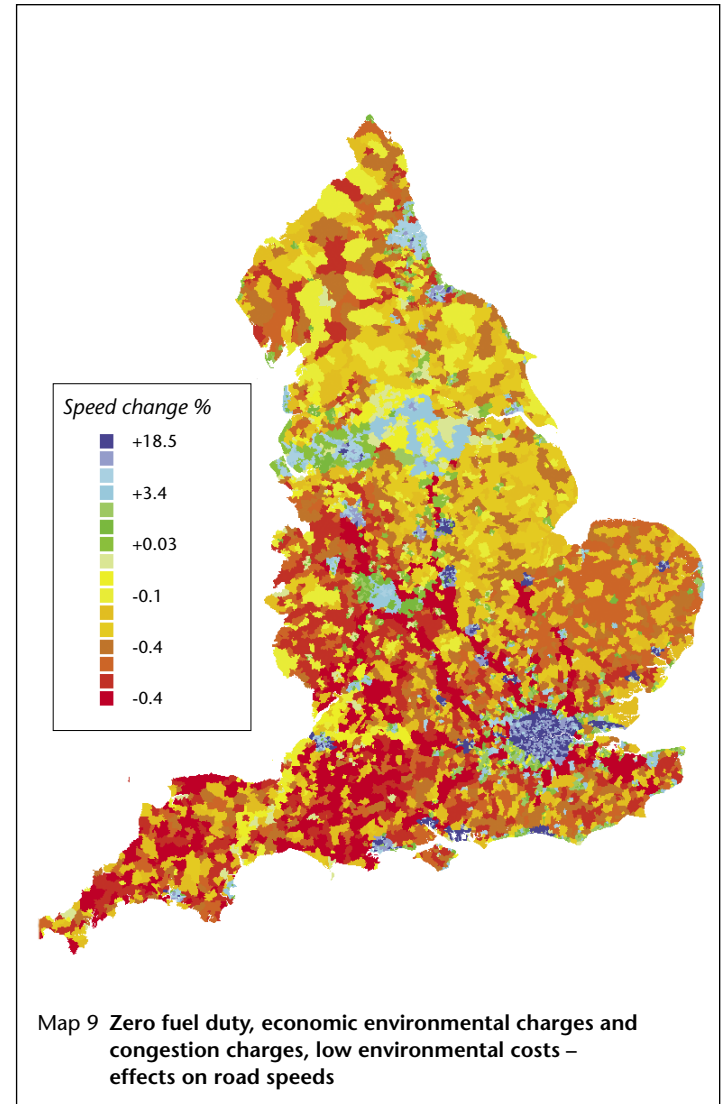 Speed change %
+18.5
+3.4
+0.03
-0.1
-0.4
-0.4
Map 9 Zero fuel duty, economic environmental charges and
congestion charges, low environmental costs –
effects on road speeds